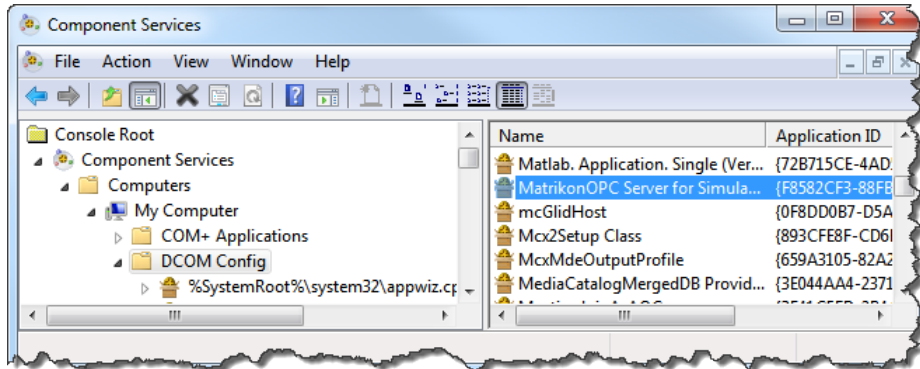 Component Services
File Action View Window Help
Console Root
Component Services
Computers
My Computer
COM+ Applications
DCOM Config
%SystemRoot%\system32\appwiz.cp
Name Application ID
Matlab. Application. Single (Ver... {72B715CE-4AD
MatrikonOPC Server for Simula... {F8582CF3-88FB
mcGlidHost {0F8DD0B7-D5A
Mcx2Setup Class {893CFE8F-CD6
McxMdeOutputProfile {659A3105-82A2
MediaCatalogMergedDB Provid... {3E044AA4-2371